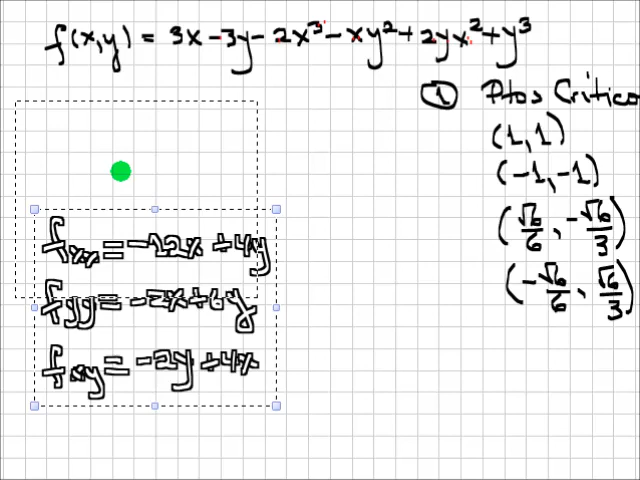 f(x,y) = 3x - 3y - 2x³ - xy² + 2yx² + y³
① Ptos Critico
(1, 1)
(-1, -1)
(√6/6, -√6/3)
(-√6/6, √6/3)
fxx = -12x + 4y
fyy = -2x + 6y
fxy = -2y + 4x